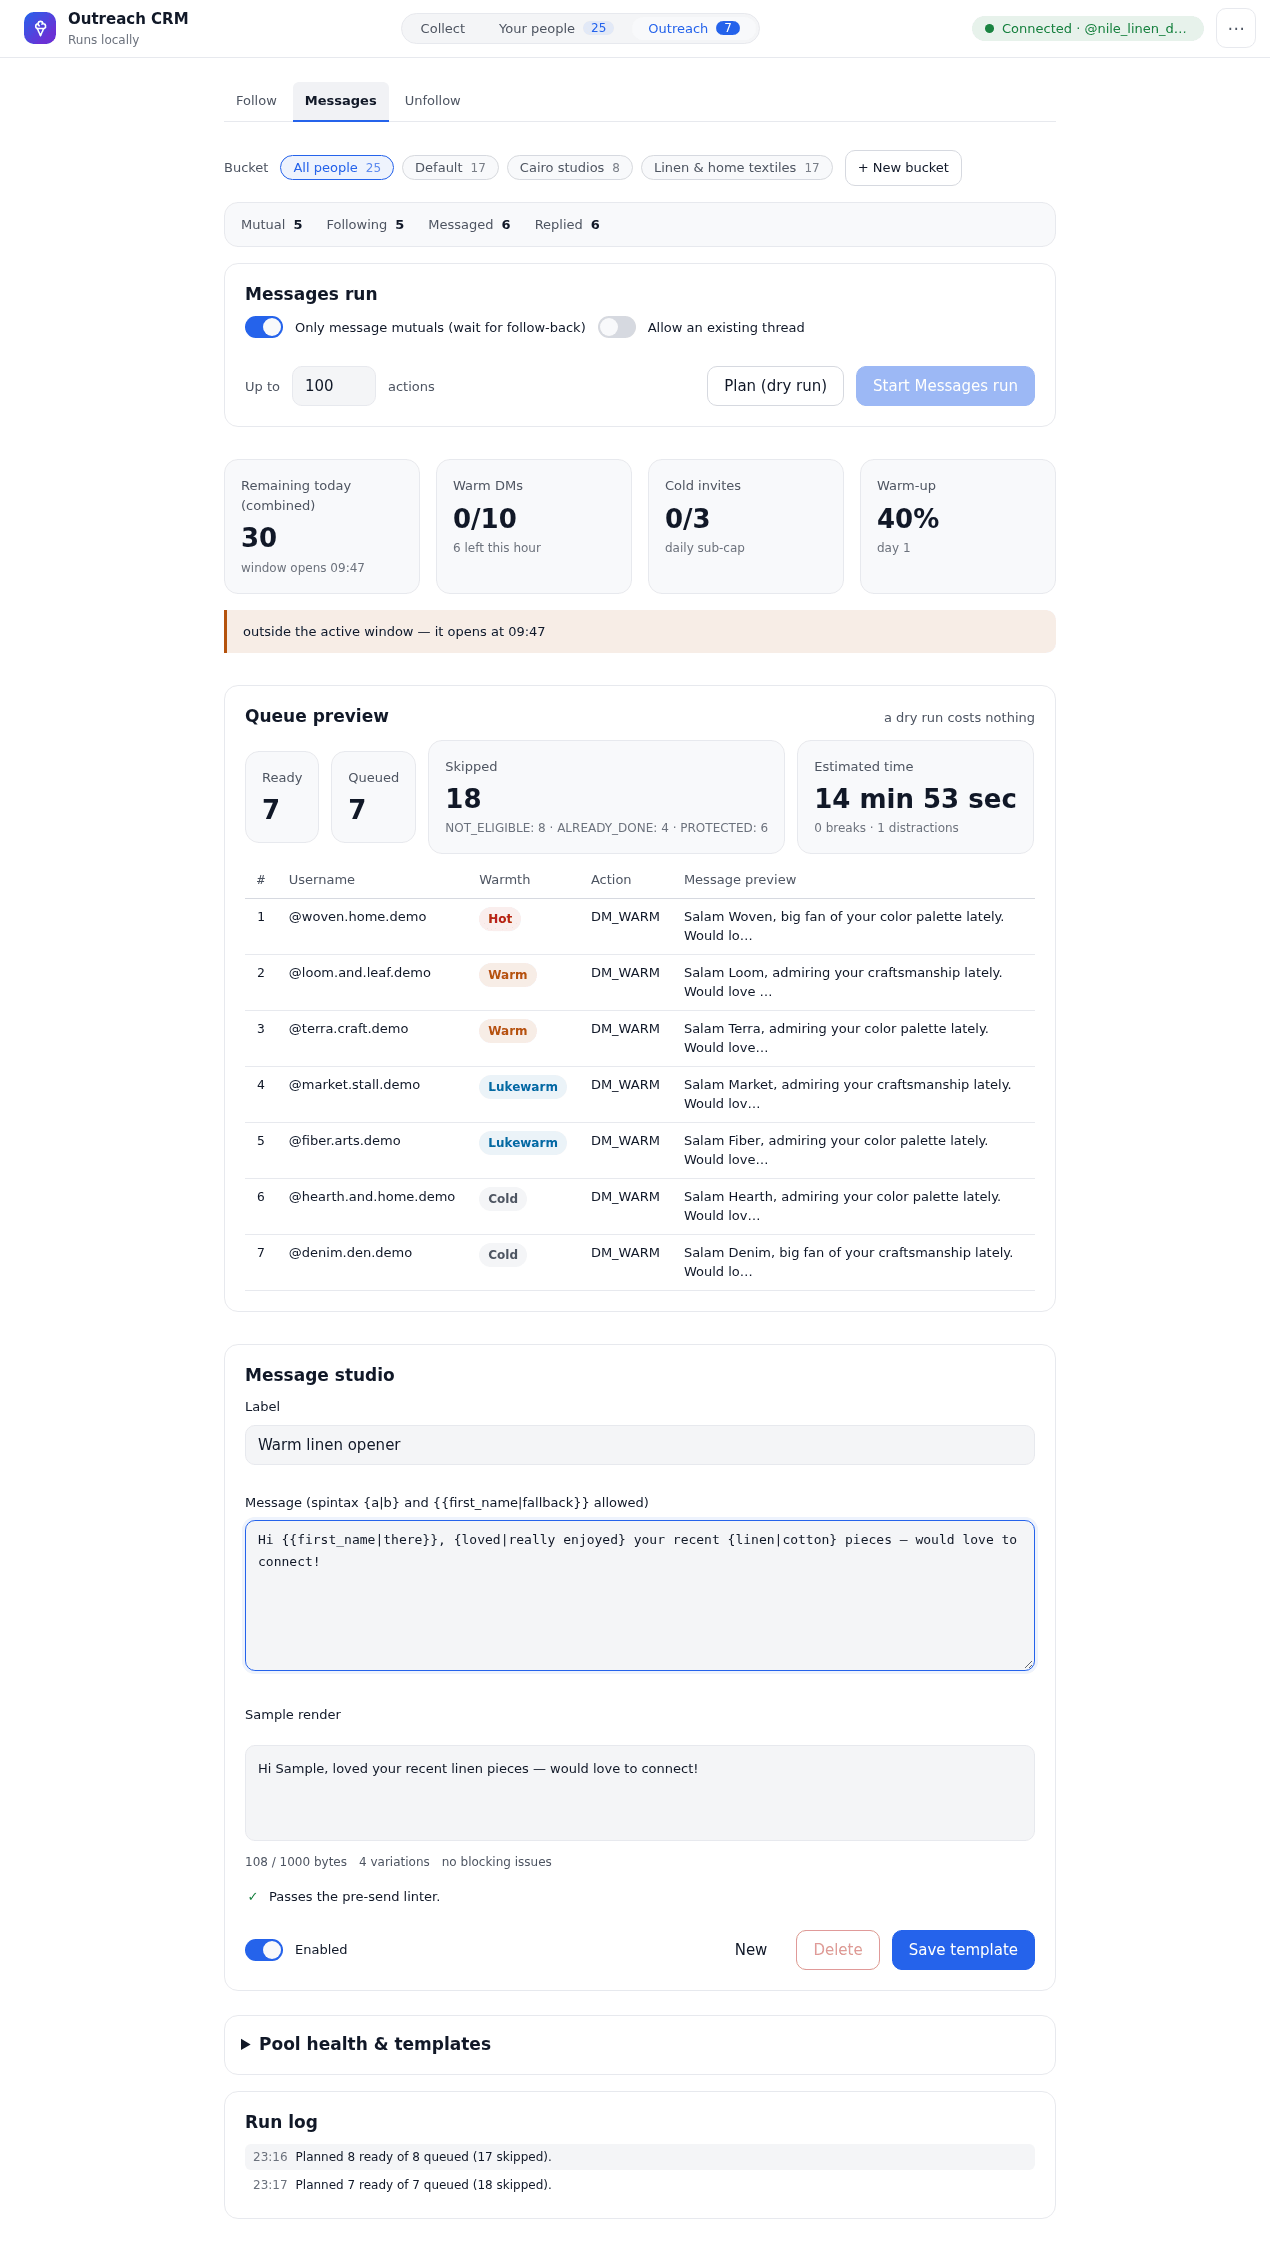 Outreach CRM
Runs locally
Collect
Your people 25
Outreach 7
Connected · @nile_linen_d…
Follow
Messages
Unfollow
Bucket
All people 25
Default 17
Cairo studios 8
Linen & home textiles 17
+ New bucket
Mutual 5
Following 5
Messaged 6
Replied 6
Messages run
Only message mutuals (wait for follow-back)
Allow an existing thread
Up to 100 actions
Plan (dry run)
Start Messages run
Remaining today
(combined)
30
window opens 09:47
Warm DMs
0/10
6 left this hour
Cold invites
0/3
daily sub-cap
Warm-up
40%
day 1
outside the active window — it opens at 09:47
Queue preview
a dry run costs nothing
Ready
7
Queued
7
Skipped
18
NOT_ELIGIBLE: 8 · ALREADY_DONE: 4 · PROTECTED: 6
Estimated time
14 min 53 sec
0 breaks · 1 distractions
# Username Warmth Action Message preview
1 @woven.home.demo Hot DM_WARM Salam Woven, big fan of your color palette lately.
Would lo…
2 @loom.and.leaf.demo Warm DM_WARM Salam Loom, admiring your craftsmanship lately.
Would love …
3 @terra.craft.demo Warm DM_WARM Salam Terra, admiring your color palette lately.
Would love…
4 @market.stall.demo Lukewarm DM_WARM Salam Market, admiring your craftsmanship lately.
Would lov…
5 @fiber.arts.demo Lukewarm DM_WARM Salam Fiber, admiring your color palette lately.
Would love…
6 @hearth.and.home.demo Cold DM_WARM Salam Hearth, admiring your color palette lately.
Would lov…
7 @denim.den.demo Cold DM_WARM Salam Denim, big fan of your craftsmanship lately.
Would lo…
Message studio
Label
Warm linen opener
Message (spintax {a|b} and {{first_name|fallback}} allowed)
Hi {{first_name|there}}, {loved|really enjoyed} your recent {linen|cotton} pieces — would love to
connect!
Sample render
Hi Sample, loved your recent linen pieces — would love to connect!
108 / 1000 bytes 4 variations no blocking issues
✓ Passes the pre-send linter.
Enabled
New
Delete
Save template
Pool health & templates
Run log
23:16 Planned 8 ready of 8 queued (17 skipped).
23:17 Planned 7 ready of 7 queued (18 skipped).